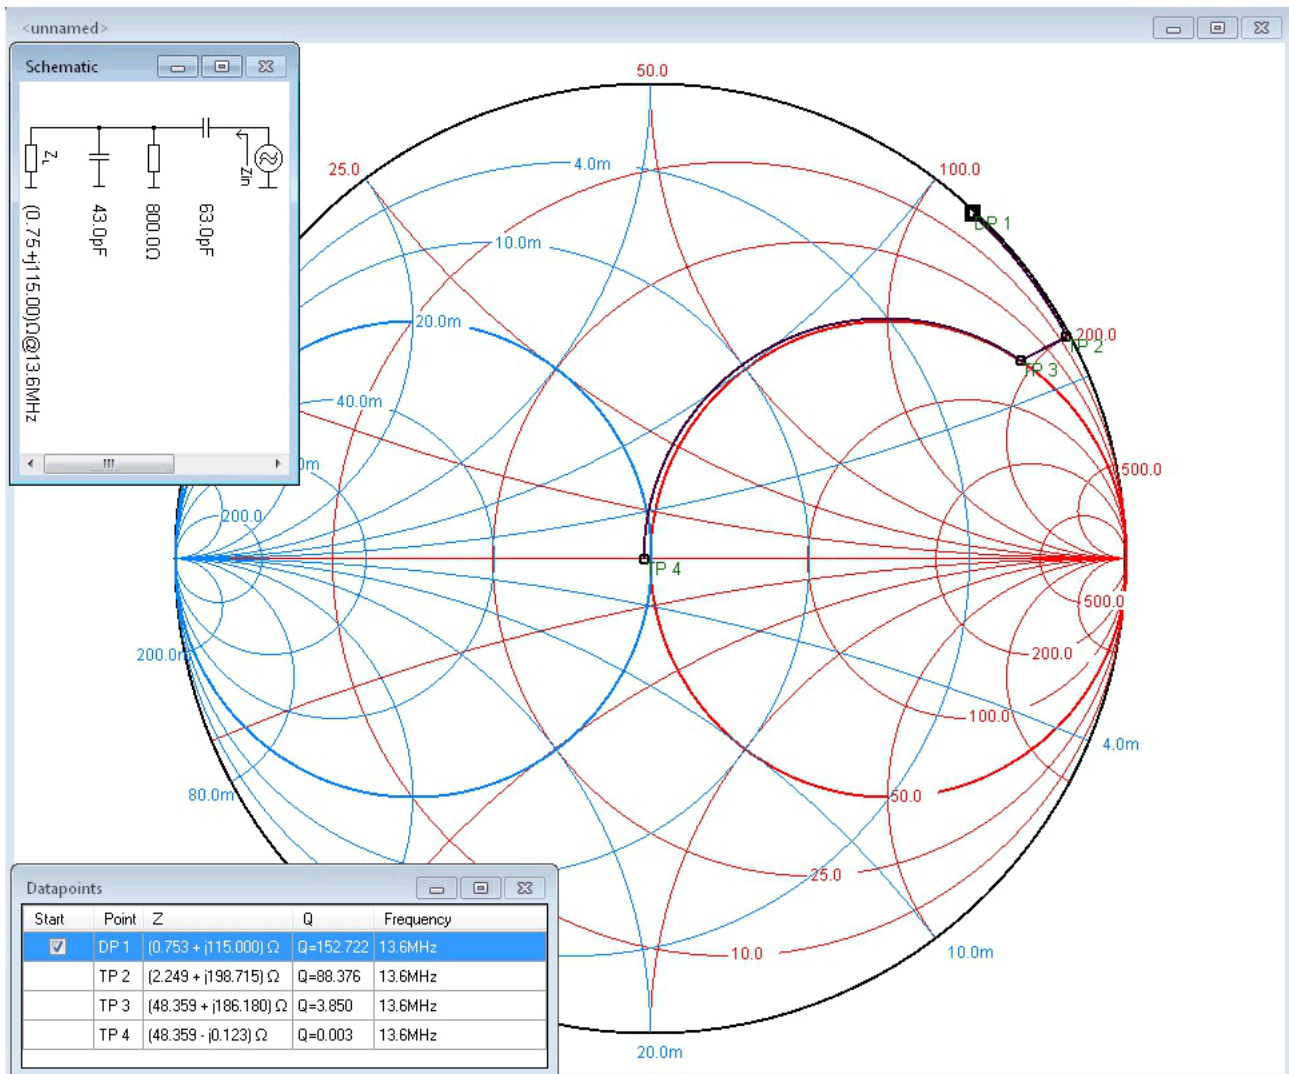 <unnamed>
Schematic
Z
L
Zin
(0.75+j115.00)Ω@13.6MHz
43.0pF
800.0Ω
63.0pF
50.0
25.0
4.0m
100.0
DP 1
10.0m
20.0m
200.0
TP 2
TP 3
40.0m
500.0
200.0
TP 4
500.0
200.0
200.0m
100.0
4.0m
80.0m
50.0
25.0
10.0
10.0m
20.0m
Datapoints
Start Point Z Q Frequency
DP 1 (0.753 + j115.000) Ω Q=152.722 13.6MHz
TP 2 (2.249 + j198.715) Ω Q=88.376 13.6MHz
TP 3 (48.359 + j186.180) Ω Q=3.850 13.6MHz
TP 4 (48.359 - j0.123) Ω Q=0.003 13.6MHz